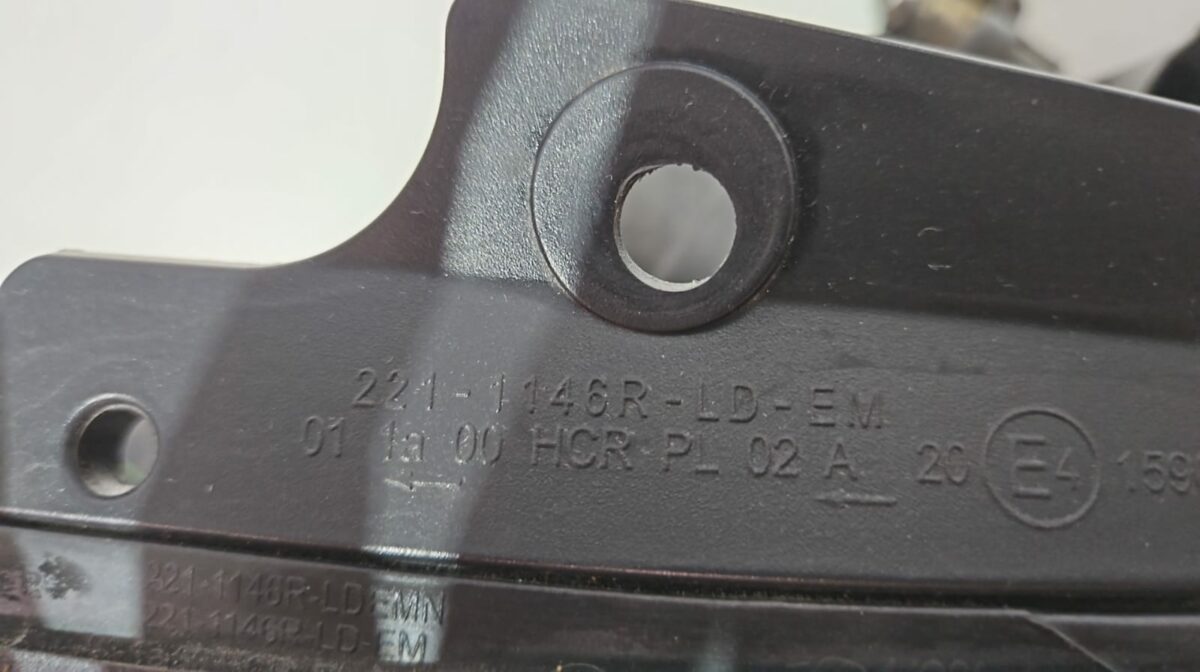 221-1146R-LD-EM
01 1a 00 HCR PL 02 A 20 E4
221-1146R-LDEMN
221-1146R-LD-EM